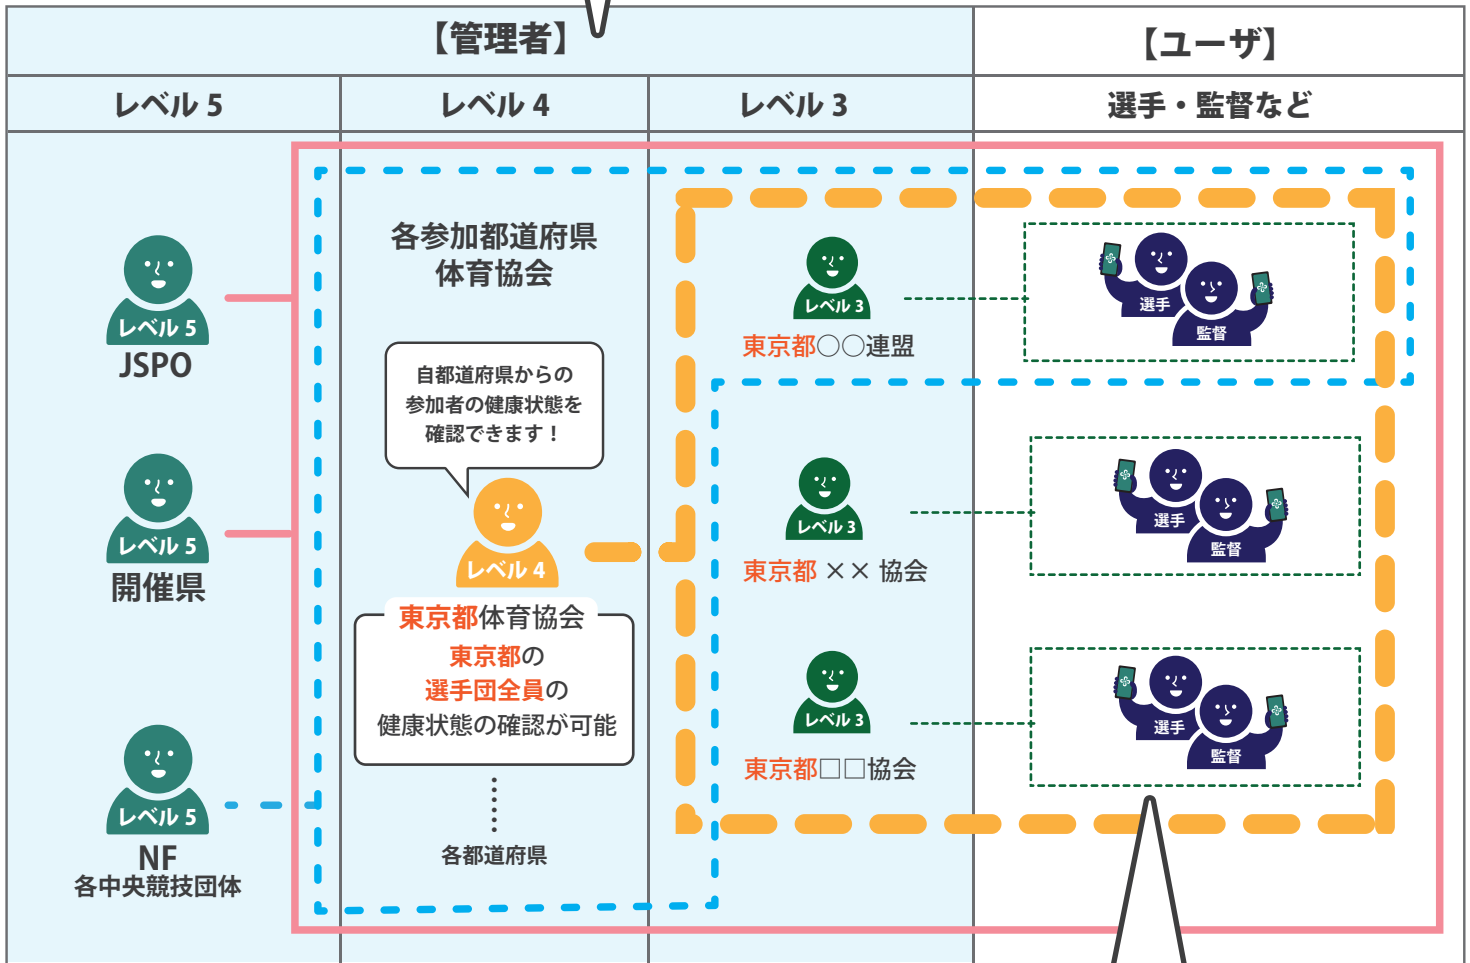 【管理者】
【ユーザ】
レベル 5
レベル 4
レベル 3
選手・監督など
レベル 5
JSPO
レベル 5
開催県
レベル 5
NF
各中央競技団体
各参加都道府県
体育協会
自都道府県からの
参加者の健康状態を
確認できます！
レベル 4
東京都体育協会
東京都の
選手団全員の
健康状態の確認が可能
各都道府県
レベル 3
東京都○○連盟
レベル 3
東京都 ×× 協会
レベル 3
東京都□□協会
選手
監督
選手
監督
選手
監督